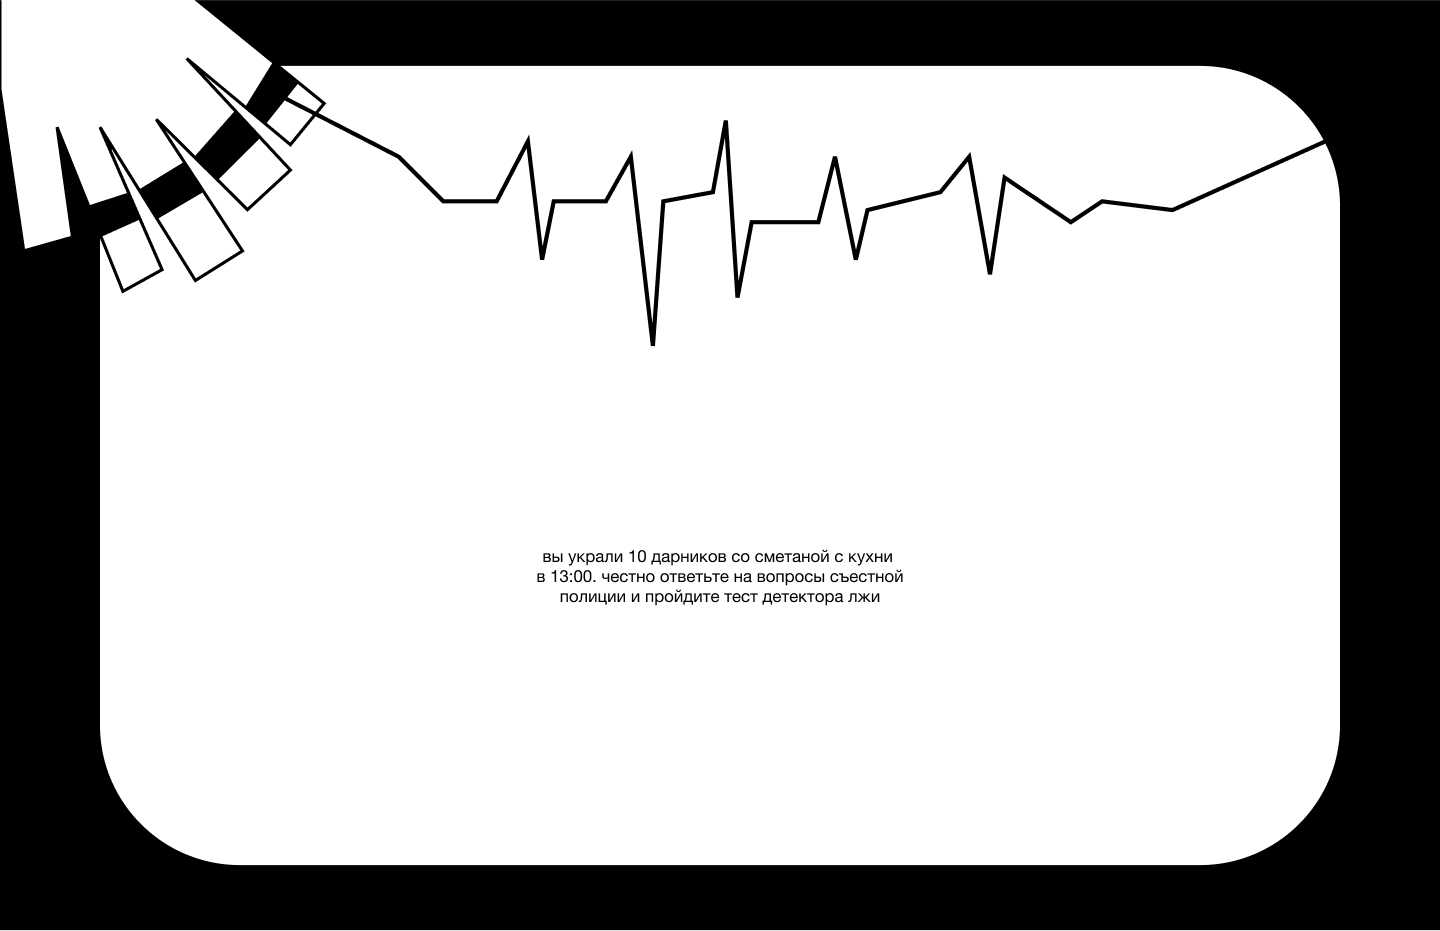 вы украли 10 дарников со сметаной с кухни
в 13:00. честно ответьте на вопросы съестной
полиции и пройдите тест детектора лжи